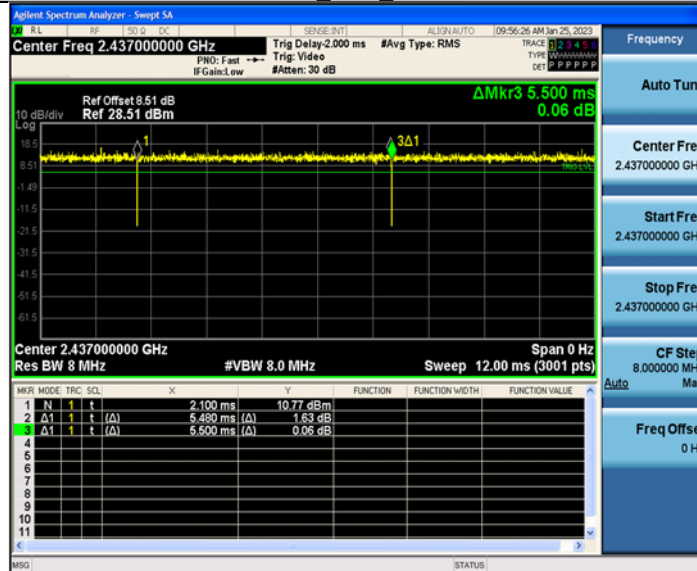 Agilent Spectrum Analyzer - Swept SA
RL RF 50 Ω DC SENSE:INT ALIGNAUTO 09:56:26 AM Jan 25, 2023
Center Freq 2.437000000 GHz
PNO: Fast
IFGain:Low
Trig Delay-2.000 ms
Trig: Video
#Atten: 30 dB
#Avg Type: RMS
TRACE 1 2 3 4 5 6
TYPE
DET P P P P P P
Ref Offset 8.51 dB
Ref 28.51 dBm
ΔMkr3 5.500 ms
0.06 dB
10 dB/div
Log
18.5
8.51
-1.49
-11.5
-21.5
-31.5
-41.5
-51.5
-61.5
1
3Δ1
TRIG LVL
Center 2.437000000 GHz Span 0 Hz
Res BW 8 MHz #VBW 8.0 MHz Sweep 12.00 ms (3001 pts)
MKR MODE TRC SCL X Y FUNCTION FUNCTION WIDTH FUNCTION VALUE
1 N 1 t 2.100 ms 10.77 dBm
2 Δ1 1 t (Δ) 5.480 ms (Δ) 1.63 dB
3 Δ1 1 t (Δ) 5.500 ms (Δ) 0.06 dB
4
5
6
7
8
9
10
11
MSG STATUS
Frequency
Auto Tun
Center Fre
2.437000000 GH
Start Fre
2.437000000 GH
Stop Fre
2.437000000 GH
CF Ste
8.000000 MH
Auto Ma
Freq Offse
0 H